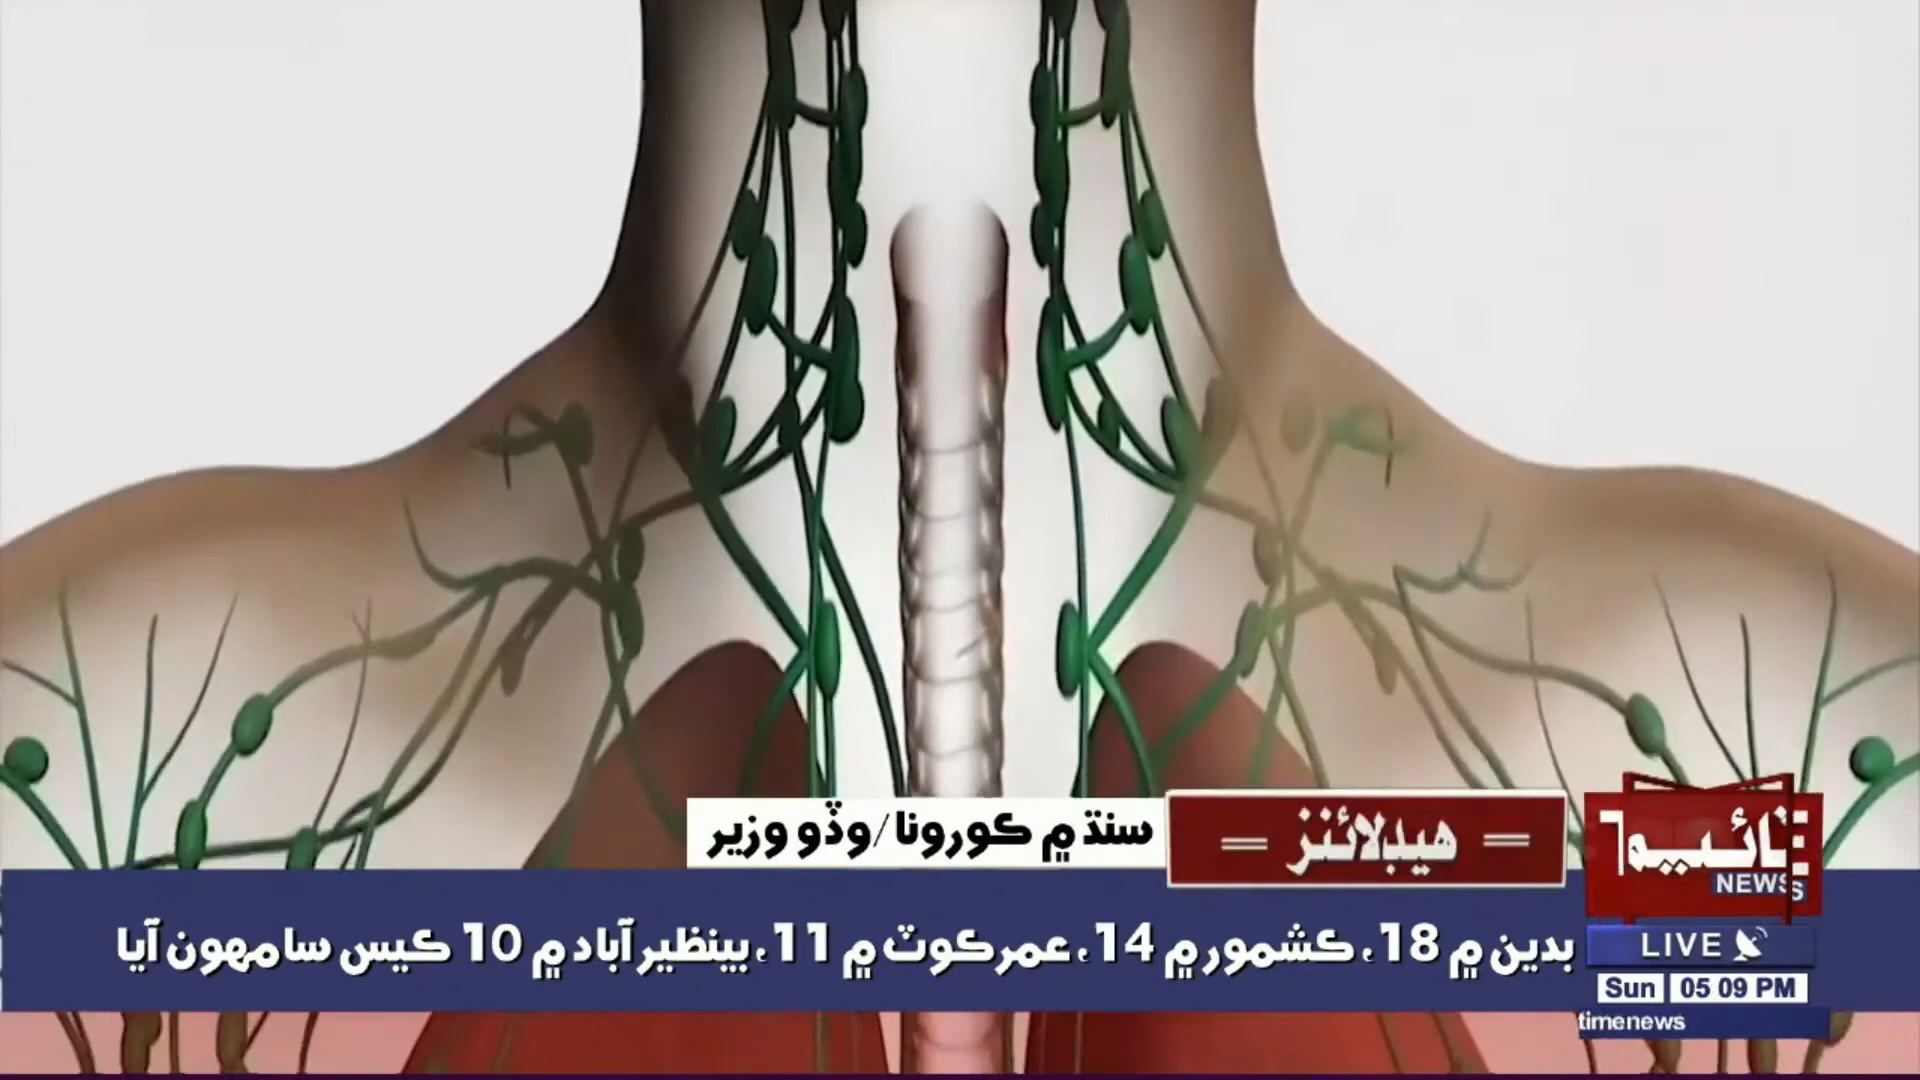 سنڌ ۾ ڪورونا/وڏو وزير
= هيڊلائنز =
ٽائيم
NEWS
بدين ۾ 18، ڪشمور ۾ 14، عمرڪوٽ ۾ 11، بينظير آباد ۾ 10 ڪيس سامهون آيا
LIVE
Sun 05 09 PM
timenews